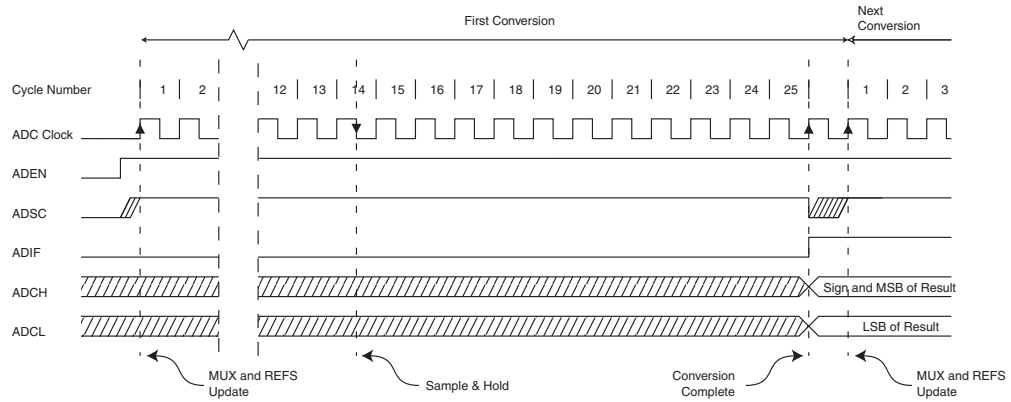 First Conversion
Next
Conversion
Cycle Number 1 2 12 13 14 15 16 17 18 19 20 21 22 23 24 25 1 2 3
ADC Clock
ADEN
ADSC
ADIF
ADCH
Sign and MSB of Result
ADCL
LSB of Result
MUX and REFS
Update
Sample & Hold
Conversion
Complete
MUX and REFS
Update